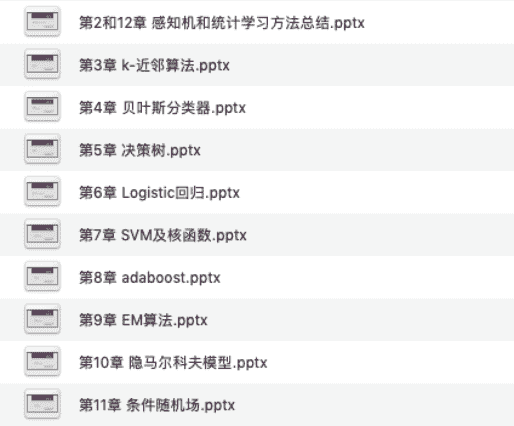 第2和12章 感知机和统计学习方法总结.pptx
第3章 k-近邻算法.pptx
第4章 贝叶斯分类器.pptx
第5章 决策树.pptx
第6章 Logistic回归.pptx
第7章 SVM及核函数.pptx
第8章 adaboost.pptx
第9章 EM算法.pptx
第10章 隐马尔科夫模型.pptx
第11章 条件随机场.pptx